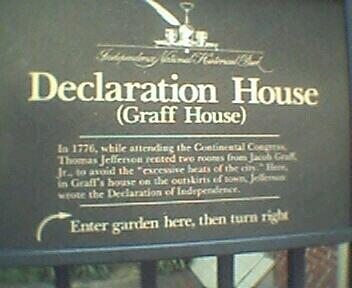 Independence National Historical Park
Declaration House
(Graff House)
In 1776, while attending the Continental Congress,
Thomas Jefferson rented two rooms from Jacob Graff,
Jr., to avoid the "excessive heats of the city." Here,
in Graff's house on the outskirts of town, Jefferson
wrote the Declaration of Independence.
Enter garden here, then turn right